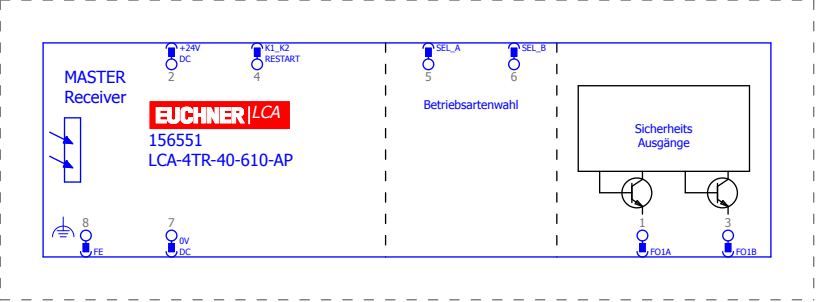 +24V
DC
2
K1_K2
RESTART
4
SEL_A
5
SEL_B
6
MASTER
Receiver
EUCHNER LCA
156551
LCA-4TR-40-610-AP
Betriebsartenwahl
Sicherheits
Ausgänge
8
FE
7
0V
DC
1
FO1A
3
FO1B